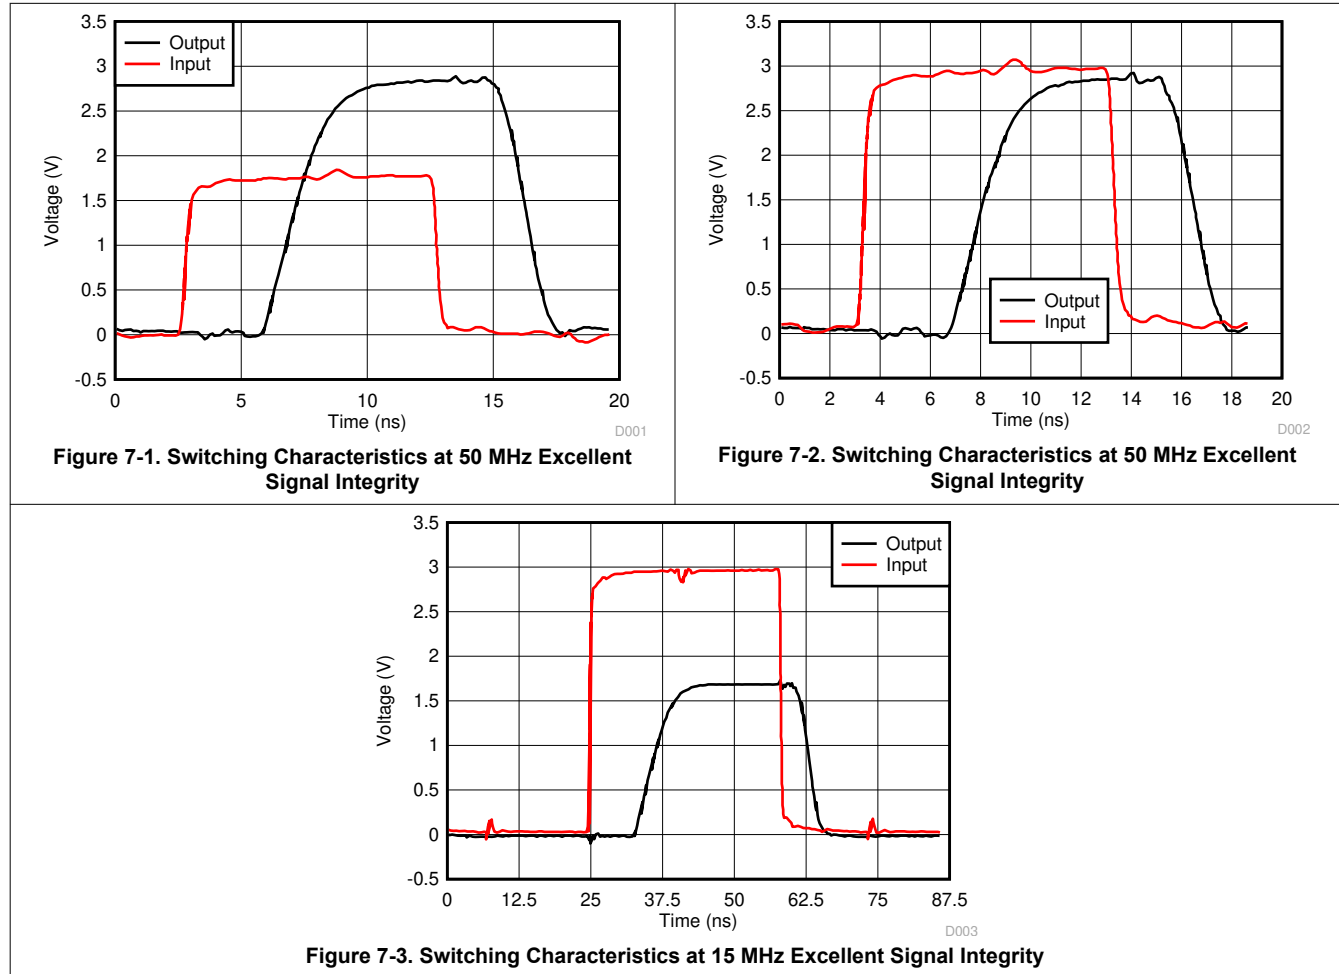 3.5
3
2.5
2
1.5
1
0.5
0
-0.5
Voltage (V)
Output
Input
0 5 10 15 20
Time (ns)
D001
Figure 7-1. Switching Characteristics at 50 MHz Excellent
Signal Integrity
3.5
3
2.5
2
1.5
1
0.5
0
-0.5
Voltage (V)
Output
Input
0 2 4 6 8 10 12 14 16 18 20
Time (ns)
D002
Figure 7-2. Switching Characteristics at 50 MHz Excellent
Signal Integrity
3.5
3
2.5
2
1.5
1
0.5
0
-0.5
Voltage (V)
Output
Input
0 12.5 25 37.5 50 62.5 75 87.5
Time (ns)
D003
Figure 7-3. Switching Characteristics at 15 MHz Excellent Signal Integrity